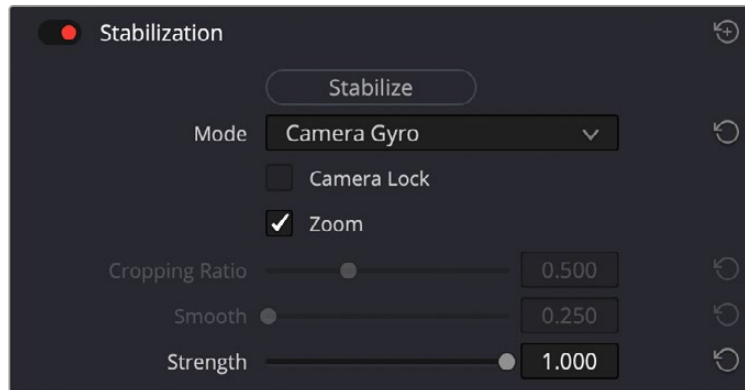 Stabilization
Stabilize
Mode Camera Gyro
Camera Lock
Zoom
Cropping Ratio 0.500
Smooth 0.250
Strength 1.000